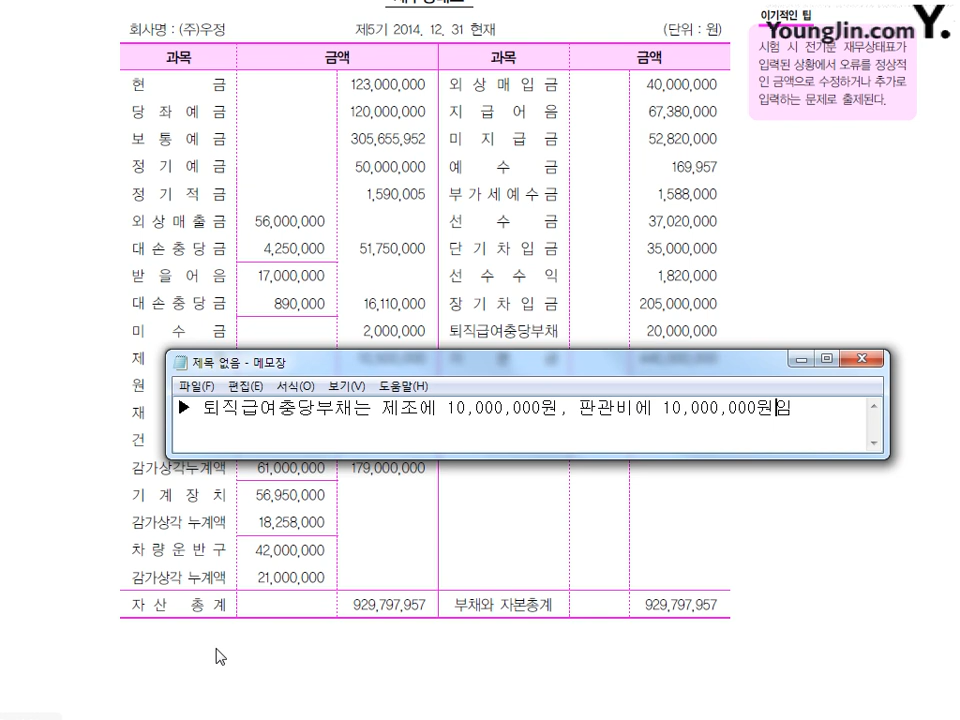 회사명 : (주)우정 제5기 2014. 12. 31 현재 (단위 : 원)
이기적인 팁
YoungJin.com Y.
시험 시 전기분 재무상태표가
입력된 상황에서 오류를 정상적
인 금액으로 수정하거나 추가로
입력하는 문제로 출제된다.
과목 금액 과목 금액
현 금 123,000,000 외 상 매 입 금 40,000,000
당 좌 예 금 120,000,000 지 급 어 음 67,380,000
보 통 예 금 305,655,952 미 지 급 금 52,820,000
정 기 예 금 50,000,000 예 수 금 169,957
정 기 적 금 1,590,005 부 가 세 예 수 금 1,588,000
외 상 매 출 금 56,000,000 선 수 금 37,020,000
대 손 충 당 금 4,250,000 51,750,000 단 기 차 입 금 35,000,000
받 을 어 음 17,000,000 선 수 수 익 1,820,000
대 손 충 당 금 890,000 16,110,000 장 기 차 입 금 205,000,000
미 수 금 2,000,000 퇴직급여충당부채 20,000,000
제
제목 없음 - 메모장
원
파일(F) 편집(E) 서식(O) 보기(V) 도움말(H)
재
▶ 퇴직급여충당부채는 제조에 10,000,000원, 판관비에 10,000,000원임
건
감가상각누계액 61,000,000 179,000,000
기 계 장 치 56,950,000
감가상각 누계액 18,258,000
차 량 운 반 구 42,000,000
감가상각 누계액 21,000,000
자 산 총 계 929,797,957 부채와 자본총계 929,797,957